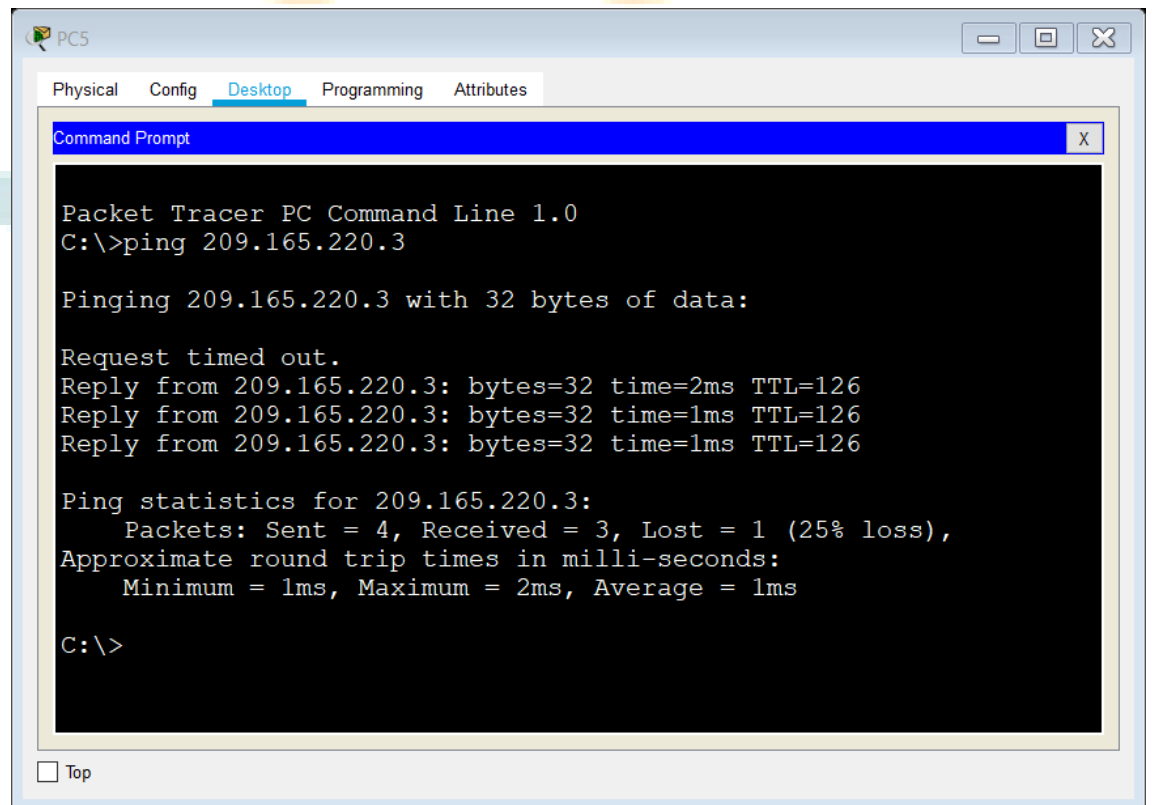 PC5
Physical Config Desktop Programming Attributes
Command Prompt X
Packet Tracer PC Command Line 1.0
C:\>ping 209.165.220.3
Pinging 209.165.220.3 with 32 bytes of data:
Request timed out.
Reply from 209.165.220.3: bytes=32 time=2ms TTL=126
Reply from 209.165.220.3: bytes=32 time=1ms TTL=126
Reply from 209.165.220.3: bytes=32 time=1ms TTL=126
Ping statistics for 209.165.220.3:
Packets: Sent = 4, Received = 3, Lost = 1 (25% loss),
Approximate round trip times in milli-seconds:
Minimum = 1ms, Maximum = 2ms, Average = 1ms
C:\>
Top